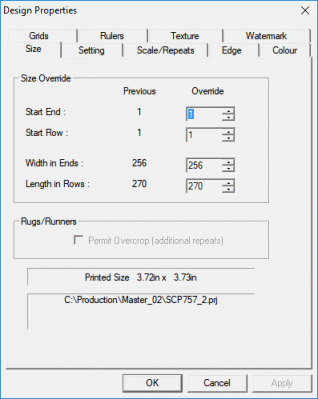 Design Properties
Grids Rulers Texture Watermark
Size Setting Scale/Repeats Edge Colour
Size Override
Previous Override
Start End : 1 1
Start Row : 1 1
Width in Ends : 256 256
Length in Rows : 270 270
Rugs/Runners
Permit Overcrop (additional repeats)
Printed Size 3.72in x 3.73in
C:\Production\Master_02\SCP757_2.prj
OK Cancel Apply